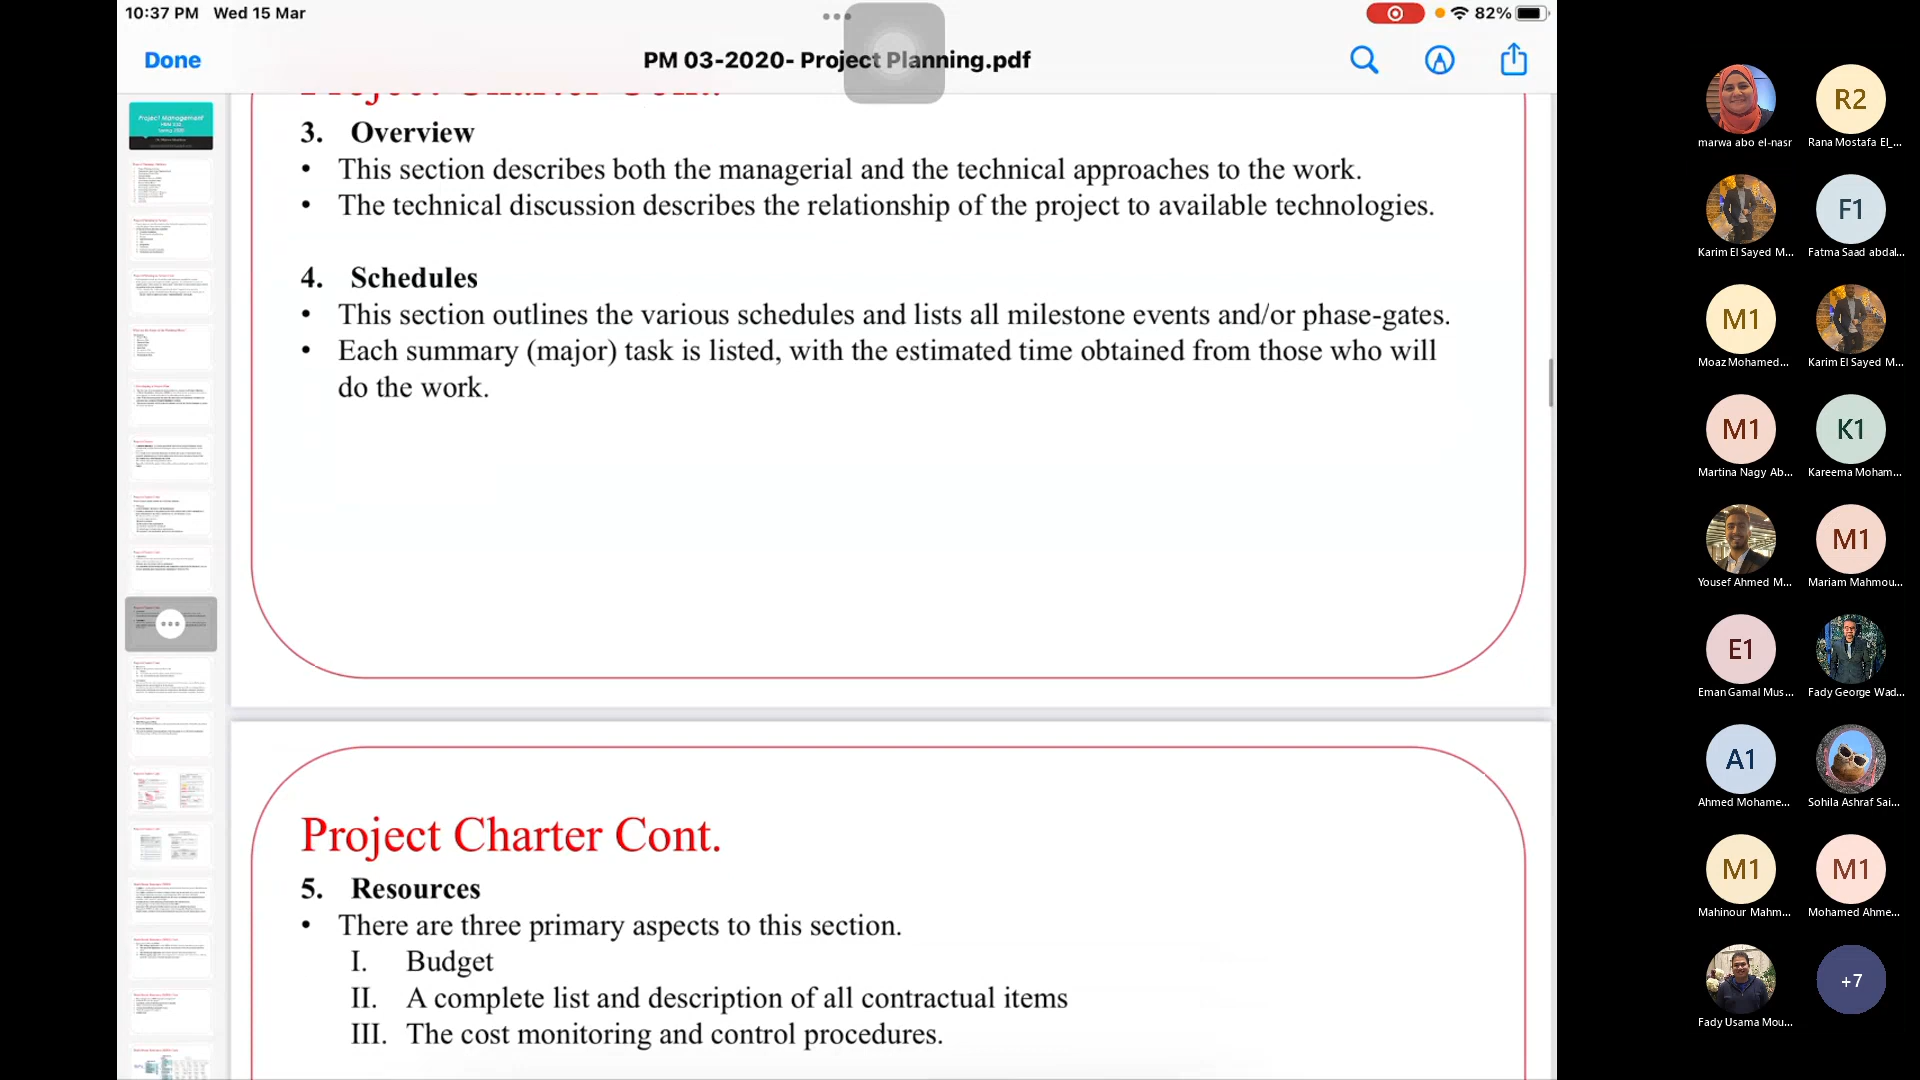 10:37 PM Wed 15 Mar
82%
Done
PM 03-2020- Project Planning.pdf
Project Charter Cont.
3. Overview
• This section describes both the managerial and the technical approaches to the work.
• The technical discussion describes the relationship of the project to available technologies.
4. Schedules
• This section outlines the various schedules and lists all milestone events and/or phase-gates.
• Each summary (major) task is listed, with the estimated time obtained from those who will
do the work.
Project Charter Cont.
5. Resources
• There are three primary aspects to this section.
I. Budget
II. A complete list and description of all contractual items
III. The cost monitoring and control procedures.
Project Management
R2
marwa abo el-nasr
Rana Mostafa El_...
F1
Karim El Sayed M...
Fatma Saad abdal...
M1
Moaz Mohamed...
Karim El Sayed M...
M1
K1
Martina Nagy Ab...
Kareema Moham...
M1
Yousef Ahmed M...
Mariam Mahmou...
E1
Eman Gamal Mus...
Fady George Wad...
A1
Ahmed Mohame...
Sohila Ashraf Sai...
M1
M1
Mahinour Mahm...
Mohamed Ahme...
+7
Fady Usama Mou...